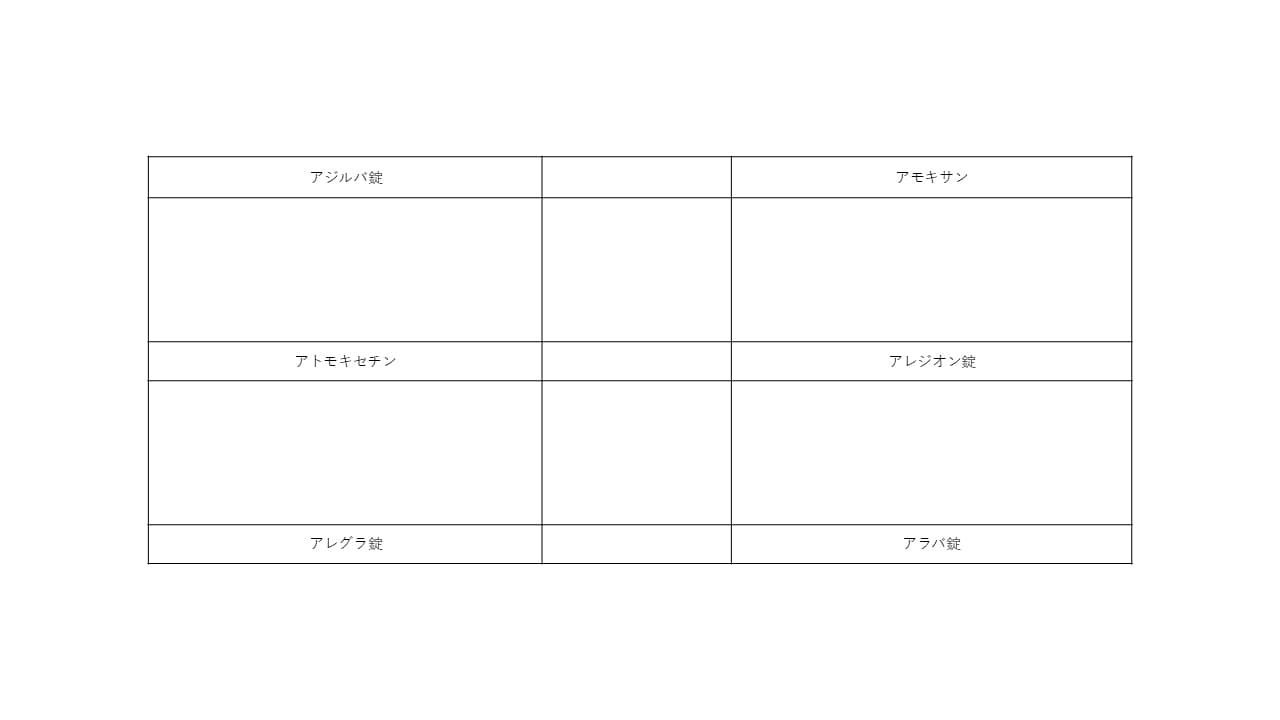 アジルバ錠
アモキサン
アトモキセチン
アレジオン錠
アレグラ錠
アラバ錠